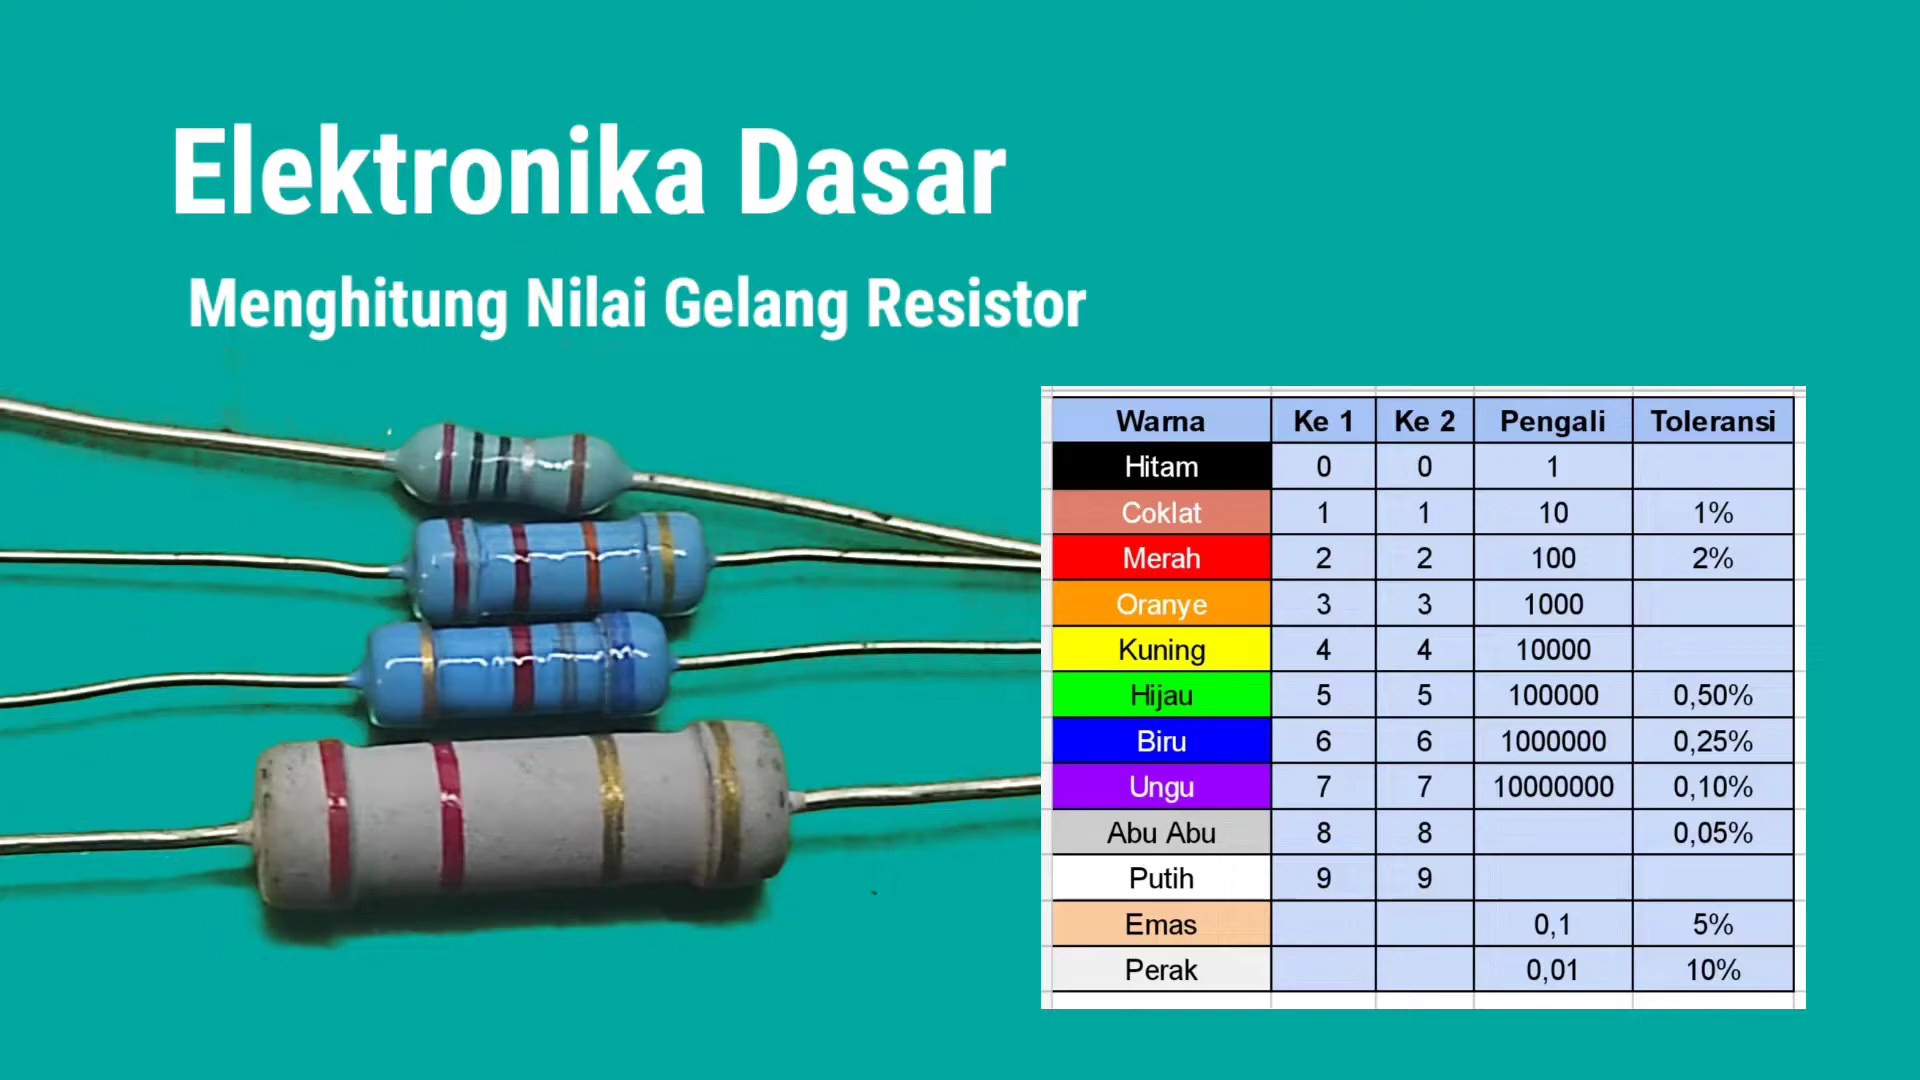 Elektronika Dasar
Menghitung Nilai Gelang Resistor
Warna Ke 1 Ke 2 Pengali Toleransi
Hitam 0 0 1
Coklat 1 1 10 1%
Merah 2 2 100 2%
Oranye 3 3 1000
Kuning 4 4 10000
Hijau 5 5 100000 0,50%
Biru 6 6 1000000 0,25%
Ungu 7 7 10000000 0,10%
Abu Abu 8 8 0,05%
Putih 9 9
Emas 0,1 5%
Perak 0,01 10%